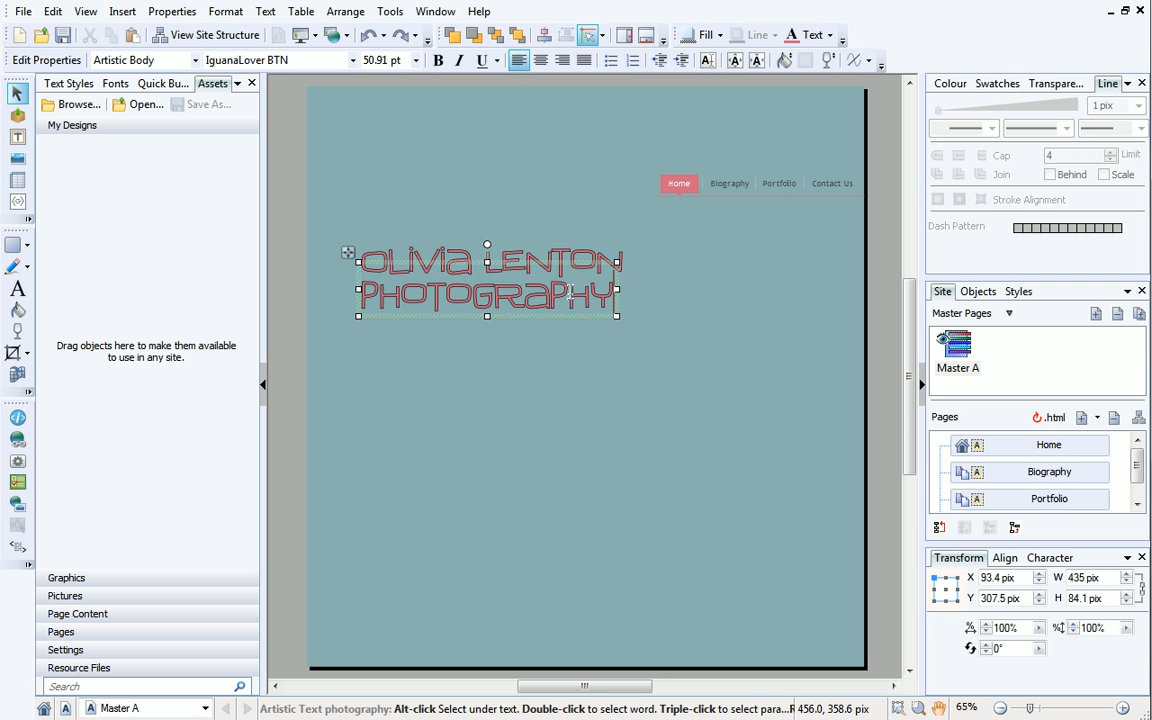 File Edit View Insert Properties Format Text Table Arrange Tools Window Help
View Site Structure Fill Line Text
Edit Properties Artistic Body IguanaLover BTN 50.91 pt B I U
Text Styles Fonts Quick Bu... Assets
Browse... Open... Save As...
My Designs
Drag objects here to make them available
to use in any site.
Graphics
Pictures
Page Content
Pages
Settings
Resource Files
Search
Home Biography Portfolio Contact Us
OLiVia LENTON
PHOTOGRaPHY
Colour Swatches Transpare... Line
1 pix
Cap 4 Limit
Join Behind Scale
Stroke Alignment
Dash Pattern
Site Objects Styles
Master Pages
Master A
Pages .html
A Home
A Biography
A Portfolio
Transform Align Character
X 93.4 pix W 435 pix
Y 307.5 pix H 84.1 pix
% 100% % 100%
0°
A Master A Artistic Text photography: Alt-click Select under text. Double-click to select word. Triple-click to select para...R 456.0, 358.6 pix 65%